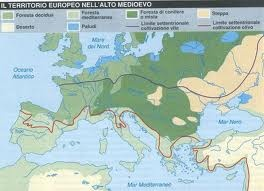 IL TERRITORIO EUROPEO NELL'ALTO MEDIOEVO
Foresta decidua
Deserto
Foresta mediterranea
Paludi
Foresta di conifere o mista
Limite settentrionale coltivazione vite
Steppa
Limite settentrionale coltivazione olivo
Mare del Nord
Oceano Atlantico
Mar Nero
Mar Mediterraneo